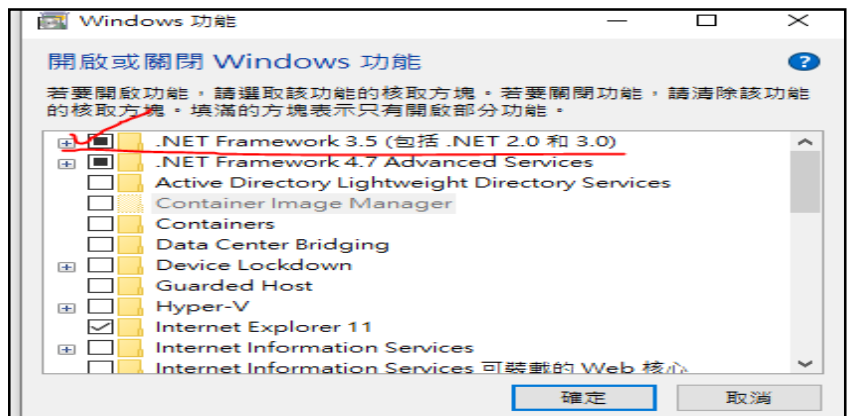 Windows 功能
開啟或關閉 Windows 功能
若要開啟功能，請選取該功能的核取方塊。若要關閉功能，請清除該功能
的核取方塊。填滿的方塊表示只有開啟部分功能。
.NET Framework 3.5 (包括 .NET 2.0 和 3.0)
.NET Framework 4.7 Advanced Services
Active Directory Lightweight Directory Services
Container Image Manager
Containers
Data Center Bridging
Device Lockdown
Guarded Host
Hyper-V
Internet Explorer 11
Internet Information Services
Internet Information Services 可裝載的 Web 核心
確定 取消